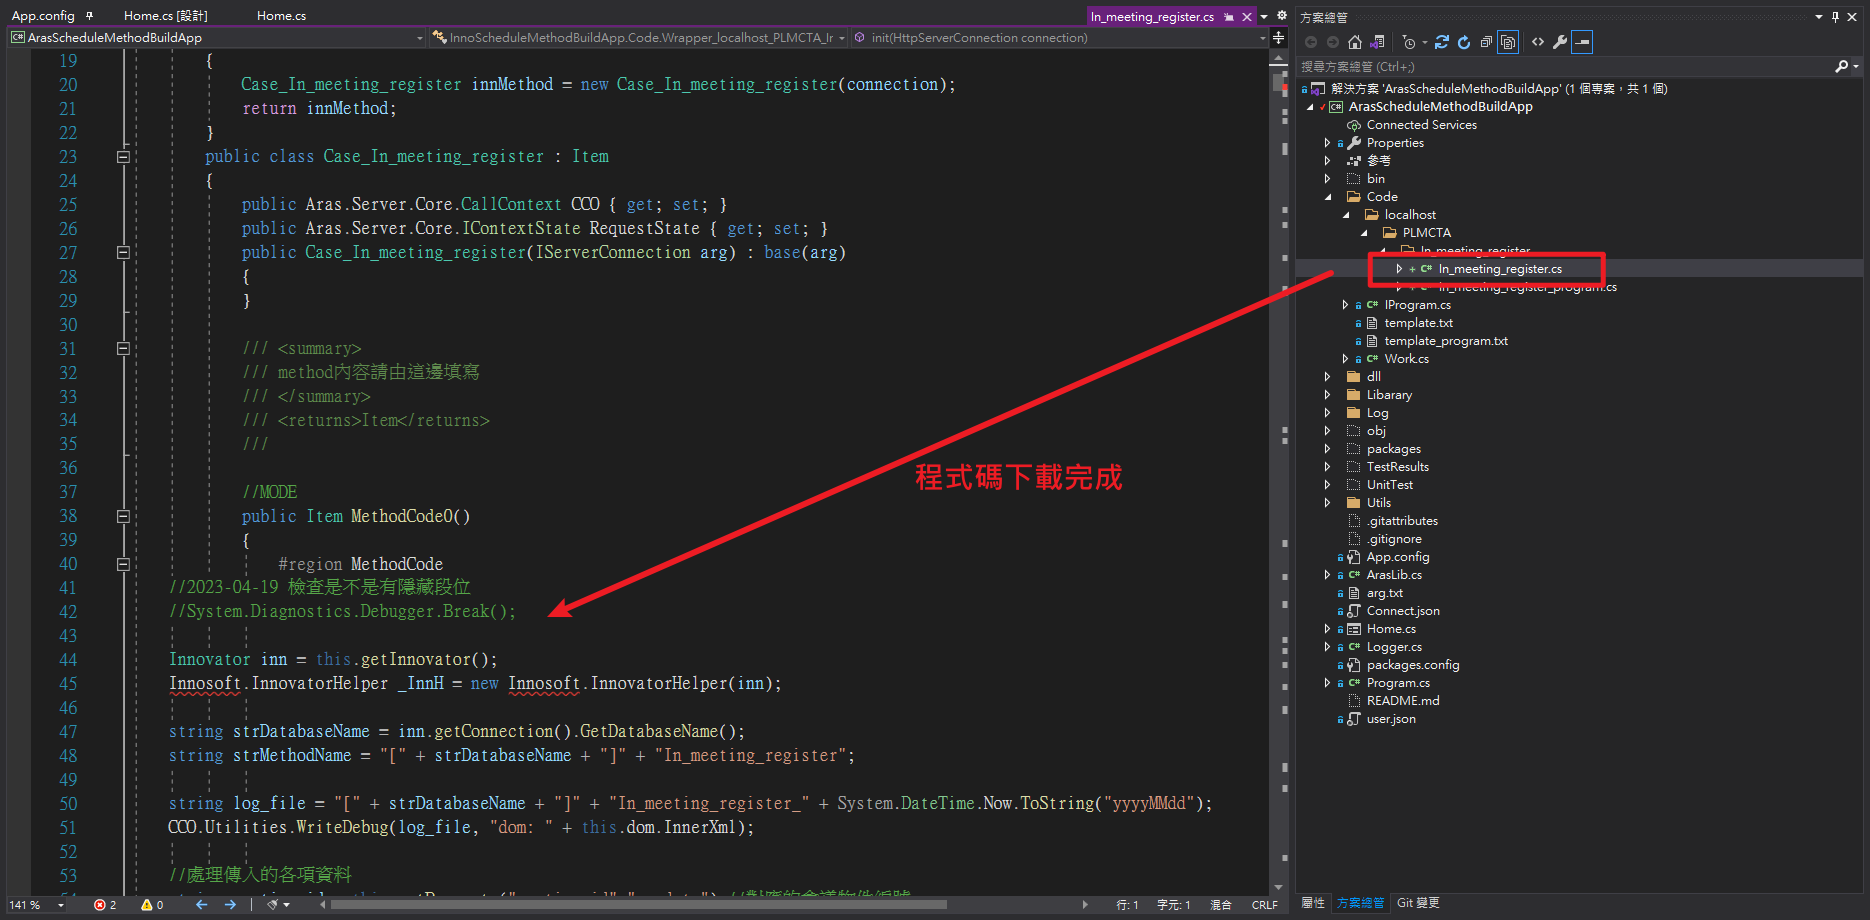 App.config
Home.cs [設計]
Home.cs
In_meeting_register.cs
ArasScheduleMethodBuildApp
InnoScheduleMethodBuildApp.Code.Wrapper_localhost_PLMCTA_Ir
init(HttpServerConnection connection)
19 {
20 Case_In_meeting_register innMethod = new Case_In_meeting_register(connection);
21 return innMethod;
22 }
23 public class Case_In_meeting_register : Item
24 {
25 public Aras.Server.Core.CallContext CCO { get; set; }
26 public Aras.Server.Core.IContextState RequestState { get; set; }
27 public Case_In_meeting_register(IServerConnection arg) : base(arg)
28 {
29 }
30
31 /// <summary>
32 /// method內容請由這邊填寫
33 /// </summary>
34 /// <returns>Item</returns>
35 ///
36
37 //MODE
38 public Item MethodCode0()
39 {
40 #region MethodCode
41 //2023-04-19 檢查是不是有隱藏段位
42 //System.Diagnostics.Debugger.Break();
43
44 Innovator inn = this.getInnovator();
45 Innosoft.InnovatorHelper _InnH = new Innosoft.InnovatorHelper(inn);
46
47 string strDatabaseName = inn.getConnection().GetDatabaseName();
48 string strMethodName = "[" + strDatabaseName + "]" + "In_meeting_register";
49
50 string log_file = "[" + strDatabaseName + "]" + "In_meeting_register_" + System.DateTime.Now.ToString("yyyyMMdd");
51 CCO.Utilities.WriteDebug(log_file, "dom: " + this.dom.InnerXml);
52
53 //處理傳入的各項資料
程式碼下載完成
141 %
2
0
行: 1
字元: 1
混合
CRLF
方案總管
搜尋方案總管 (Ctrl+;)
解決方案 'ArasScheduleMethodBuildApp' (1 個專案，共 1 個)
ArasScheduleMethodBuildApp
Connected Services
Properties
參考
bin
Code
localhost
PLMCTA
In_meeting_register
In_meeting_register.cs
In_meeting_register_program.cs
IProgram.cs
template.txt
template_program.txt
Work.cs
dll
Libarary
Log
obj
packages
TestResults
UnitTest
Utils
.gitattributes
.gitignore
App.config
ArasLib.cs
arg.txt
Connect.json
Home.cs
Logger.cs
packages.config
Program.cs
README.md
user.json
屬性
方案總管
Git 變更